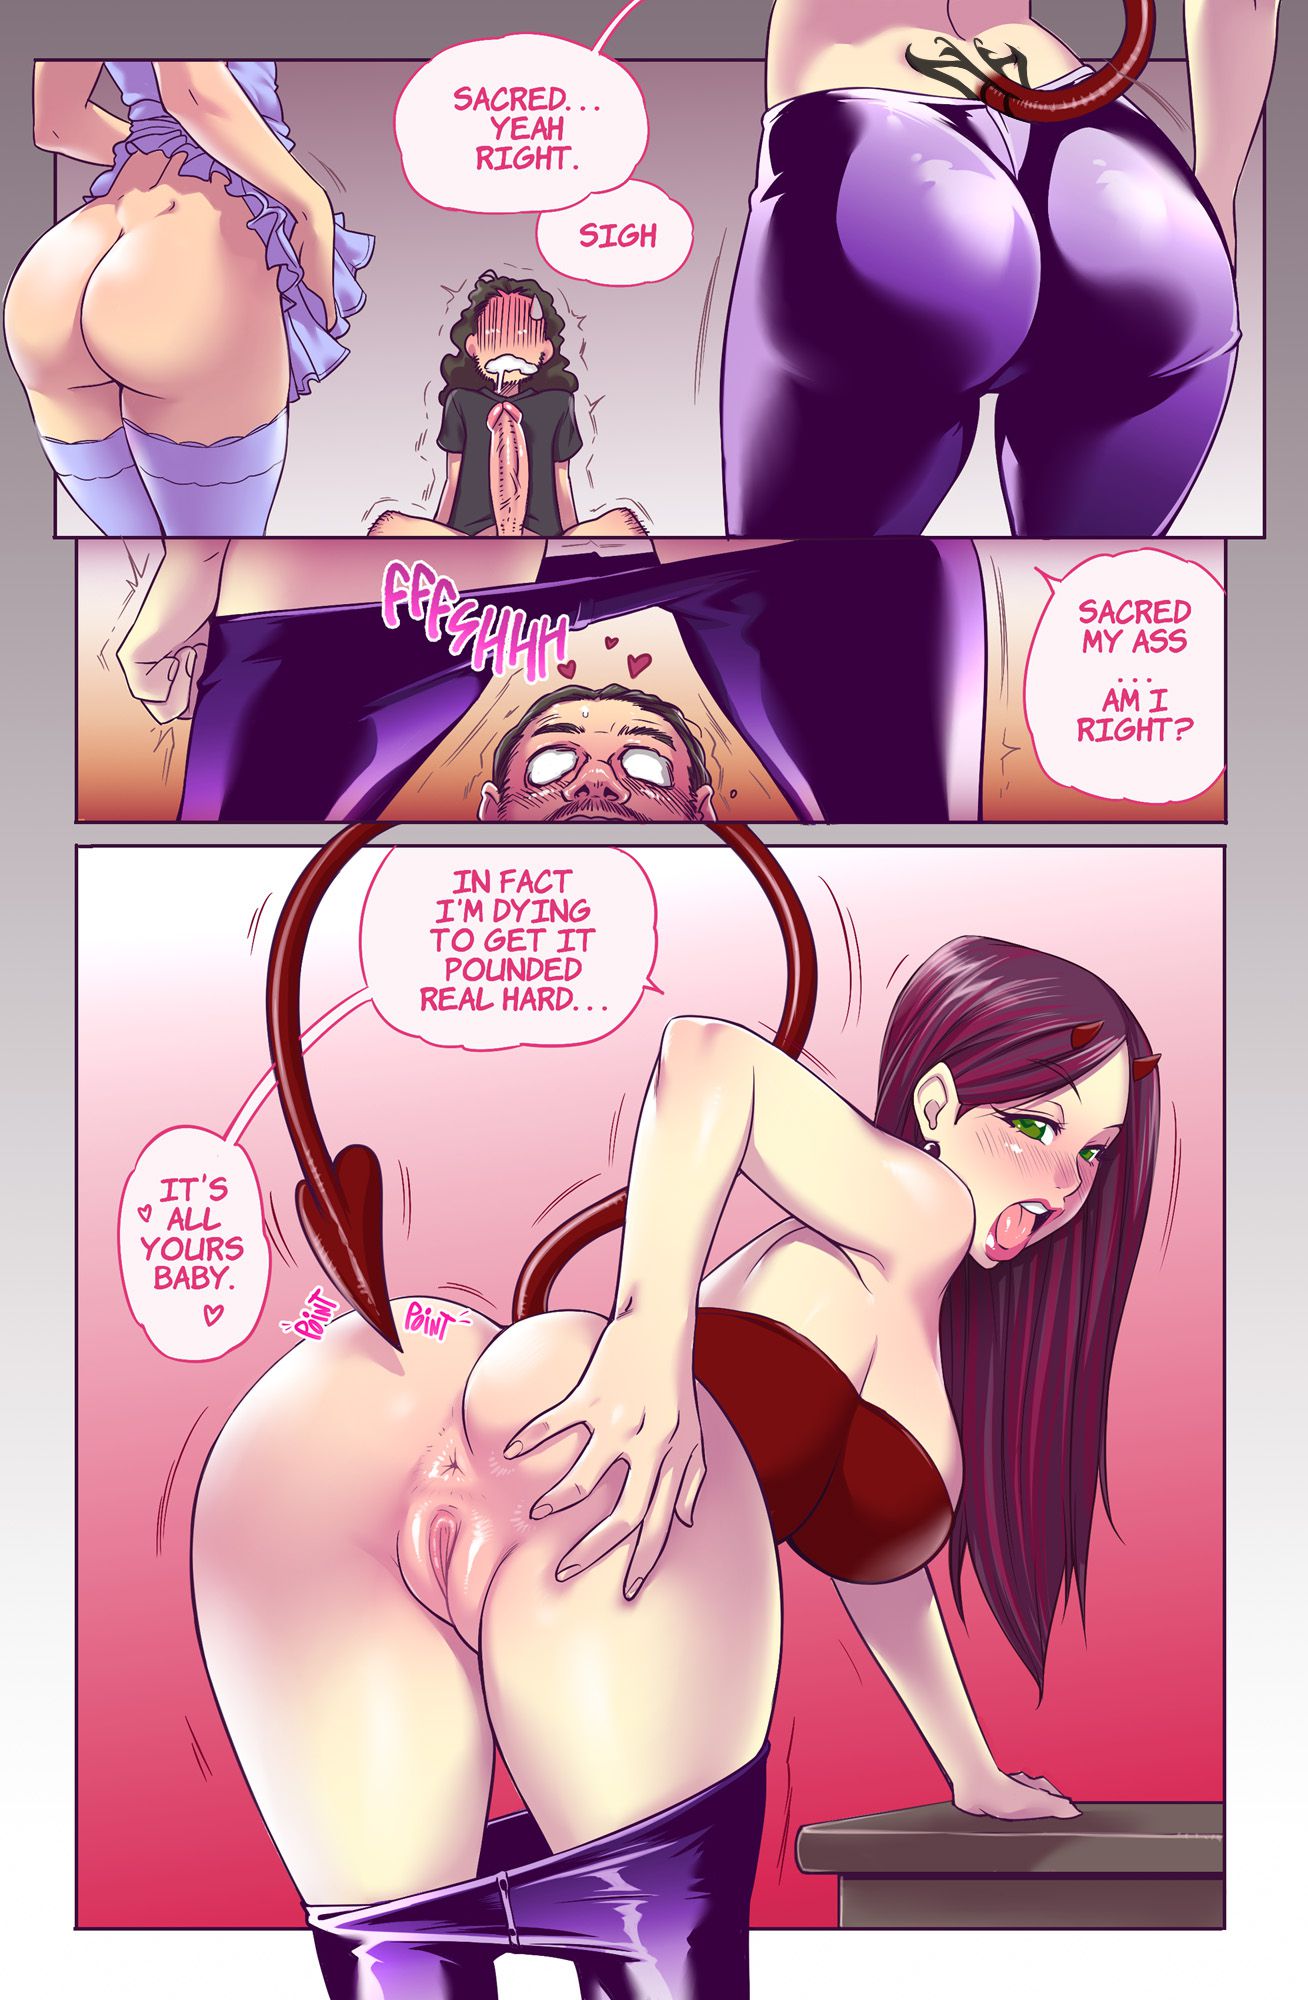 SACRED...
YEAH
RIGHT.
SIGH
FFFSHHH
SACRED
MY ASS
...
AM I
RIGHT?
IN FACT
I'M DYING
TO GET IT
POUNDED
REAL HARD...
IT'S
ALL
YOURS
BABY.
POINT
POINT